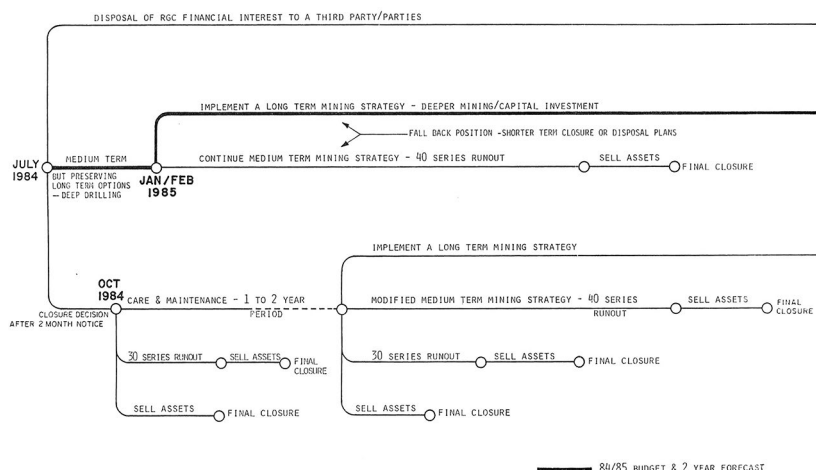 DISPOSAL OF RGC FINANCIAL INTEREST TO A THIRD PARTY/PARTIES
IMPLEMENT A LONG TERM MINING STRATEGY - DEEPER MINING/CAPITAL INVESTMENT
FALL BACK POSITION -SHORTER TERM CLOSURE OR DISPOSAL PLANS
JULY
1984
MEDIUM TERM
BUT PRESERVING
LONG TERM OPTIONS
- DEEP DRILLING
JAN/FEB
1985
CONTINUE MEDIUM TERM MINING STRATEGY - 40 SERIES RUNOUT
SELL ASSETS
FINAL CLOSURE
IMPLEMENT A LONG TERM MINING STRATEGY
OCT
1984
CLOSURE DECISION
AFTER 2 MONTH NOTICE
CARE & MAINTENANCE - 1 TO 2 YEAR
PERIOD
MODIFIED MEDIUM TERM MINING STRATEGY - 40 SERIES
RUNOUT
SELL ASSETS
FINAL
CLOSURE
30 SERIES RUNOUT
SELL ASSETS
FINAL
CLOSURE
30 SERIES RUNOUT
SELL ASSETS
FINAL CLOSURE
SELL ASSETS
FINAL CLOSURE
SELL ASSETS
FINAL CLOSURE
84/85 BUDGET & 2 YEAR FORECAST